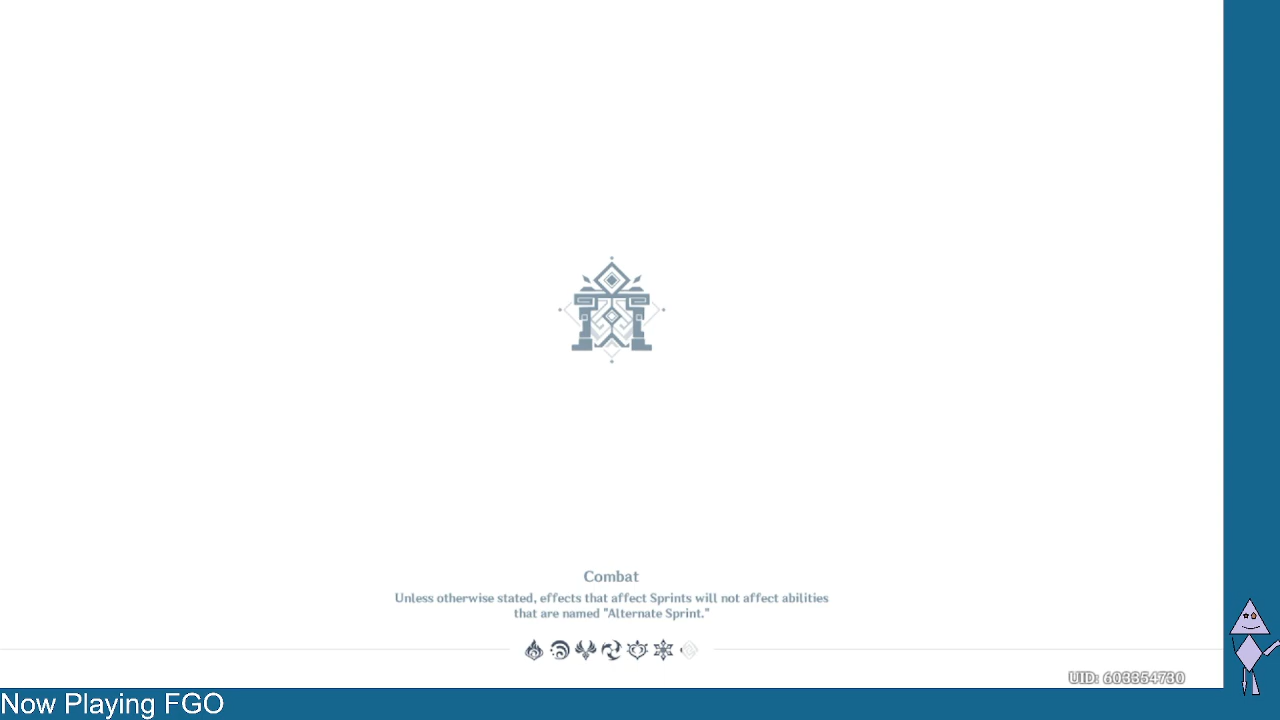 Combat
Unless otherwise stated, effects that affect Sprints will not affect abilities
that are named "Alternate Sprint."
UID: 603354730
Now Playing FGO